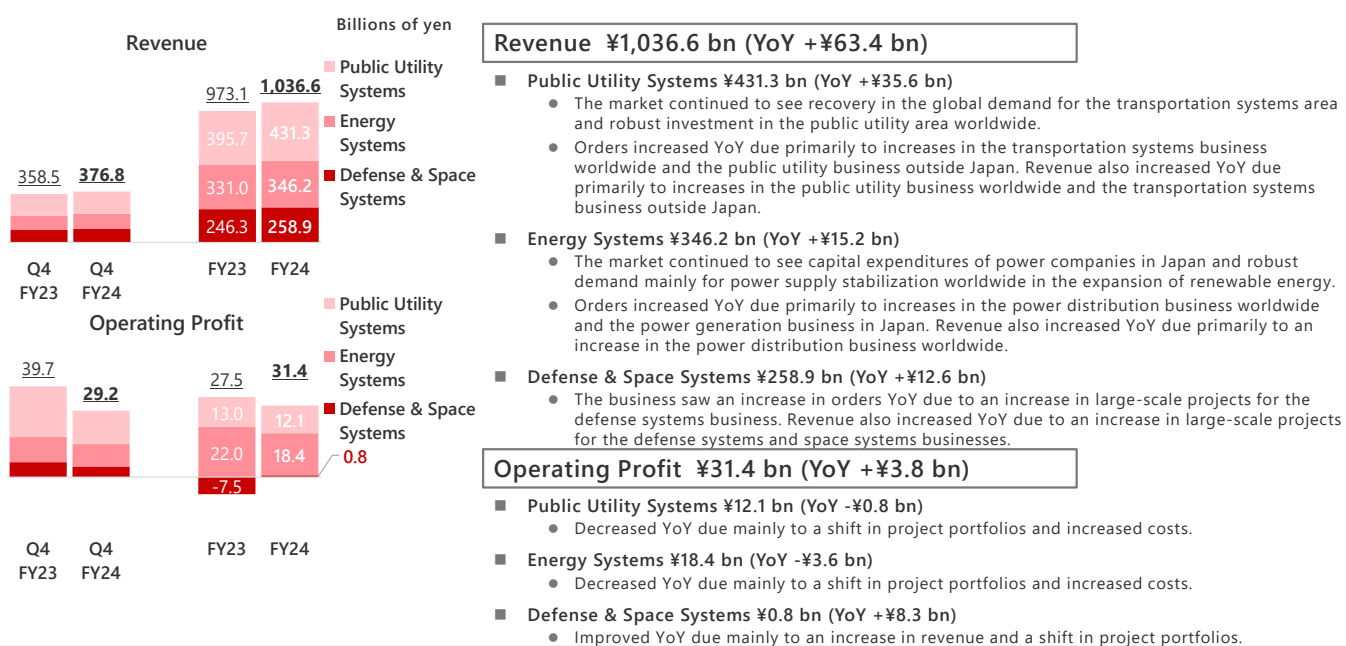 Billions of yen
Revenue
Public Utility
Systems
Energy
Systems
Defense & Space
Systems
358.5
376.8
973.1
1,036.6
395.7
431.3
331.0
346.2
246.3
258.9
Q4
FY23
Q4
FY24
FY23
FY24
Operating Profit
Public Utility
Systems
Energy
Systems
Defense & Space
Systems
39.7
29.2
27.5
31.4
13.0
12.1
22.0
18.4
-7.5
0.8
Q4
FY23
Q4
FY24
FY23
FY24
Revenue ¥1,036.6 bn (YoY +¥63.4 bn)
■ Public Utility Systems ¥431.3 bn (YoY +¥35.6 bn)
● The market continued to see recovery in the global demand for the transportation systems area
and robust investment in the public utility area worldwide.
● Orders increased YoY due primarily to increases in the transportation systems business
worldwide and the public utility business outside Japan. Revenue also increased YoY due
primarily to increases in the public utility business worldwide and the transportation systems
business outside Japan.
■ Energy Systems ¥346.2 bn (YoY +¥15.2 bn)
● The market continued to see capital expenditures of power companies in Japan and robust
demand mainly for power supply stabilization worldwide in the expansion of renewable energy.
● Orders increased YoY due primarily to increases in the power distribution business worldwide
and the power generation business in Japan. Revenue also increased YoY due primarily to an
increase in the power distribution business worldwide.
■ Defense & Space Systems ¥258.9 bn (YoY +¥12.6 bn)
● The business saw an increase in orders YoY due to an increase in large-scale projects for the
defense systems business. Revenue also increased YoY due to an increase in large-scale projects
for the defense systems and space systems businesses.
Operating Profit ¥31.4 bn (YoY +¥3.8 bn)
■ Public Utility Systems ¥12.1 bn (YoY -¥0.8 bn)
● Decreased YoY due mainly to a shift in project portfolios and increased costs.
■ Energy Systems ¥18.4 bn (YoY -¥3.6 bn)
● Decreased YoY due mainly to a shift in project portfolios and increased costs.
■ Defense & Space Systems ¥0.8 bn (YoY +¥8.3 bn)
● Improved YoY due mainly to an increase in revenue and a shift in project portfolios.